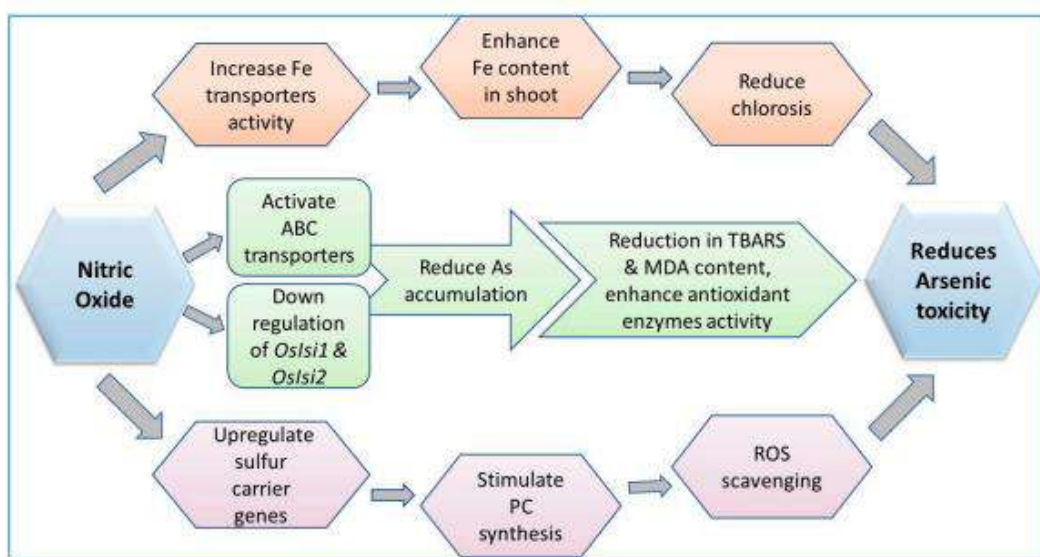 Increase Fe
transporters
activity
Enhance
Fe content
in shoot
Reduce
chlorosis
Nitric
Oxide
Activate
ABC
transporters
Down
regulation
of OsIsi1 &
OsIsi2
Reduce As
accumulation
Reduction in TBARS
& MDA content,
enhance antioxidant
enzymes activity
Reduces
Arsenic
toxicity
Upregulate
sulfur
carrier
genes
Stimulate
PC
synthesis
ROS
scavenging